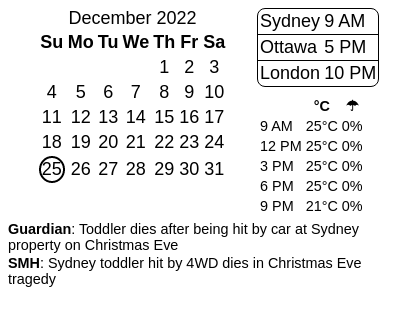 December 2022
Su Mo Tu We Th Fr Sa
1 2 3
4 5 6 7 8 9 10
11 12 13 14 15 16 17
18 19 20 21 22 23 24
25 26 27 28 29 30 31
Sydney 9 AM
Ottawa 5 PM
London 10 PM
°C ☂
9 AM 25°C 0%
12 PM 25°C 0%
3 PM 25°C 0%
6 PM 25°C 0%
9 PM 21°C 0%
Guardian: Toddler dies after being hit by car at Sydney
property on Christmas Eve
SMH: Sydney toddler hit by 4WD dies in Christmas Eve
tragedy